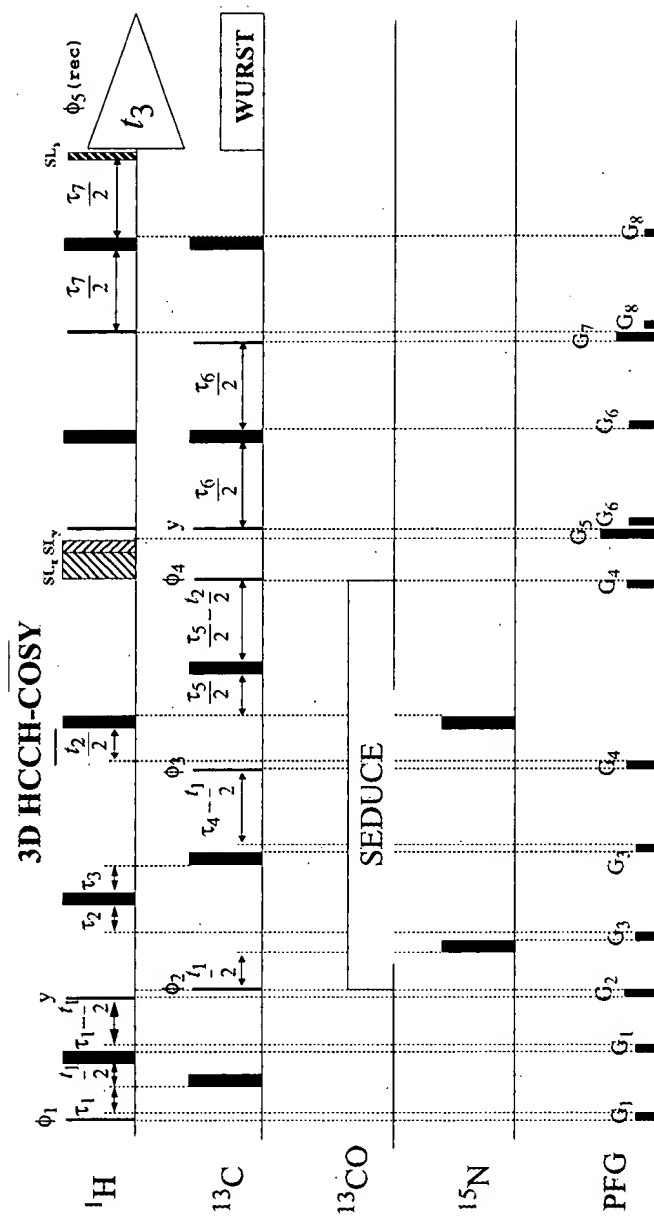 3D HCCH-COSY
ϕ1 y SLz SLy SLx ϕ5(rec)
1H τ1 t1/2 τ1 – t1/2 τ2 τ3 t2/2 τ7/2 τ7/2 t3
ϕ2 ϕ3 ϕ4 y
13C t1/2 τ4 – t1/2 τ5/2 τ5/2 – t2/2 τ6/2 τ6/2 WURST
13CO SEDUCE
15N
PFG G1 G1 G2 G3 G3 G4 G4 G5 G6 G6 G7 G8 G8